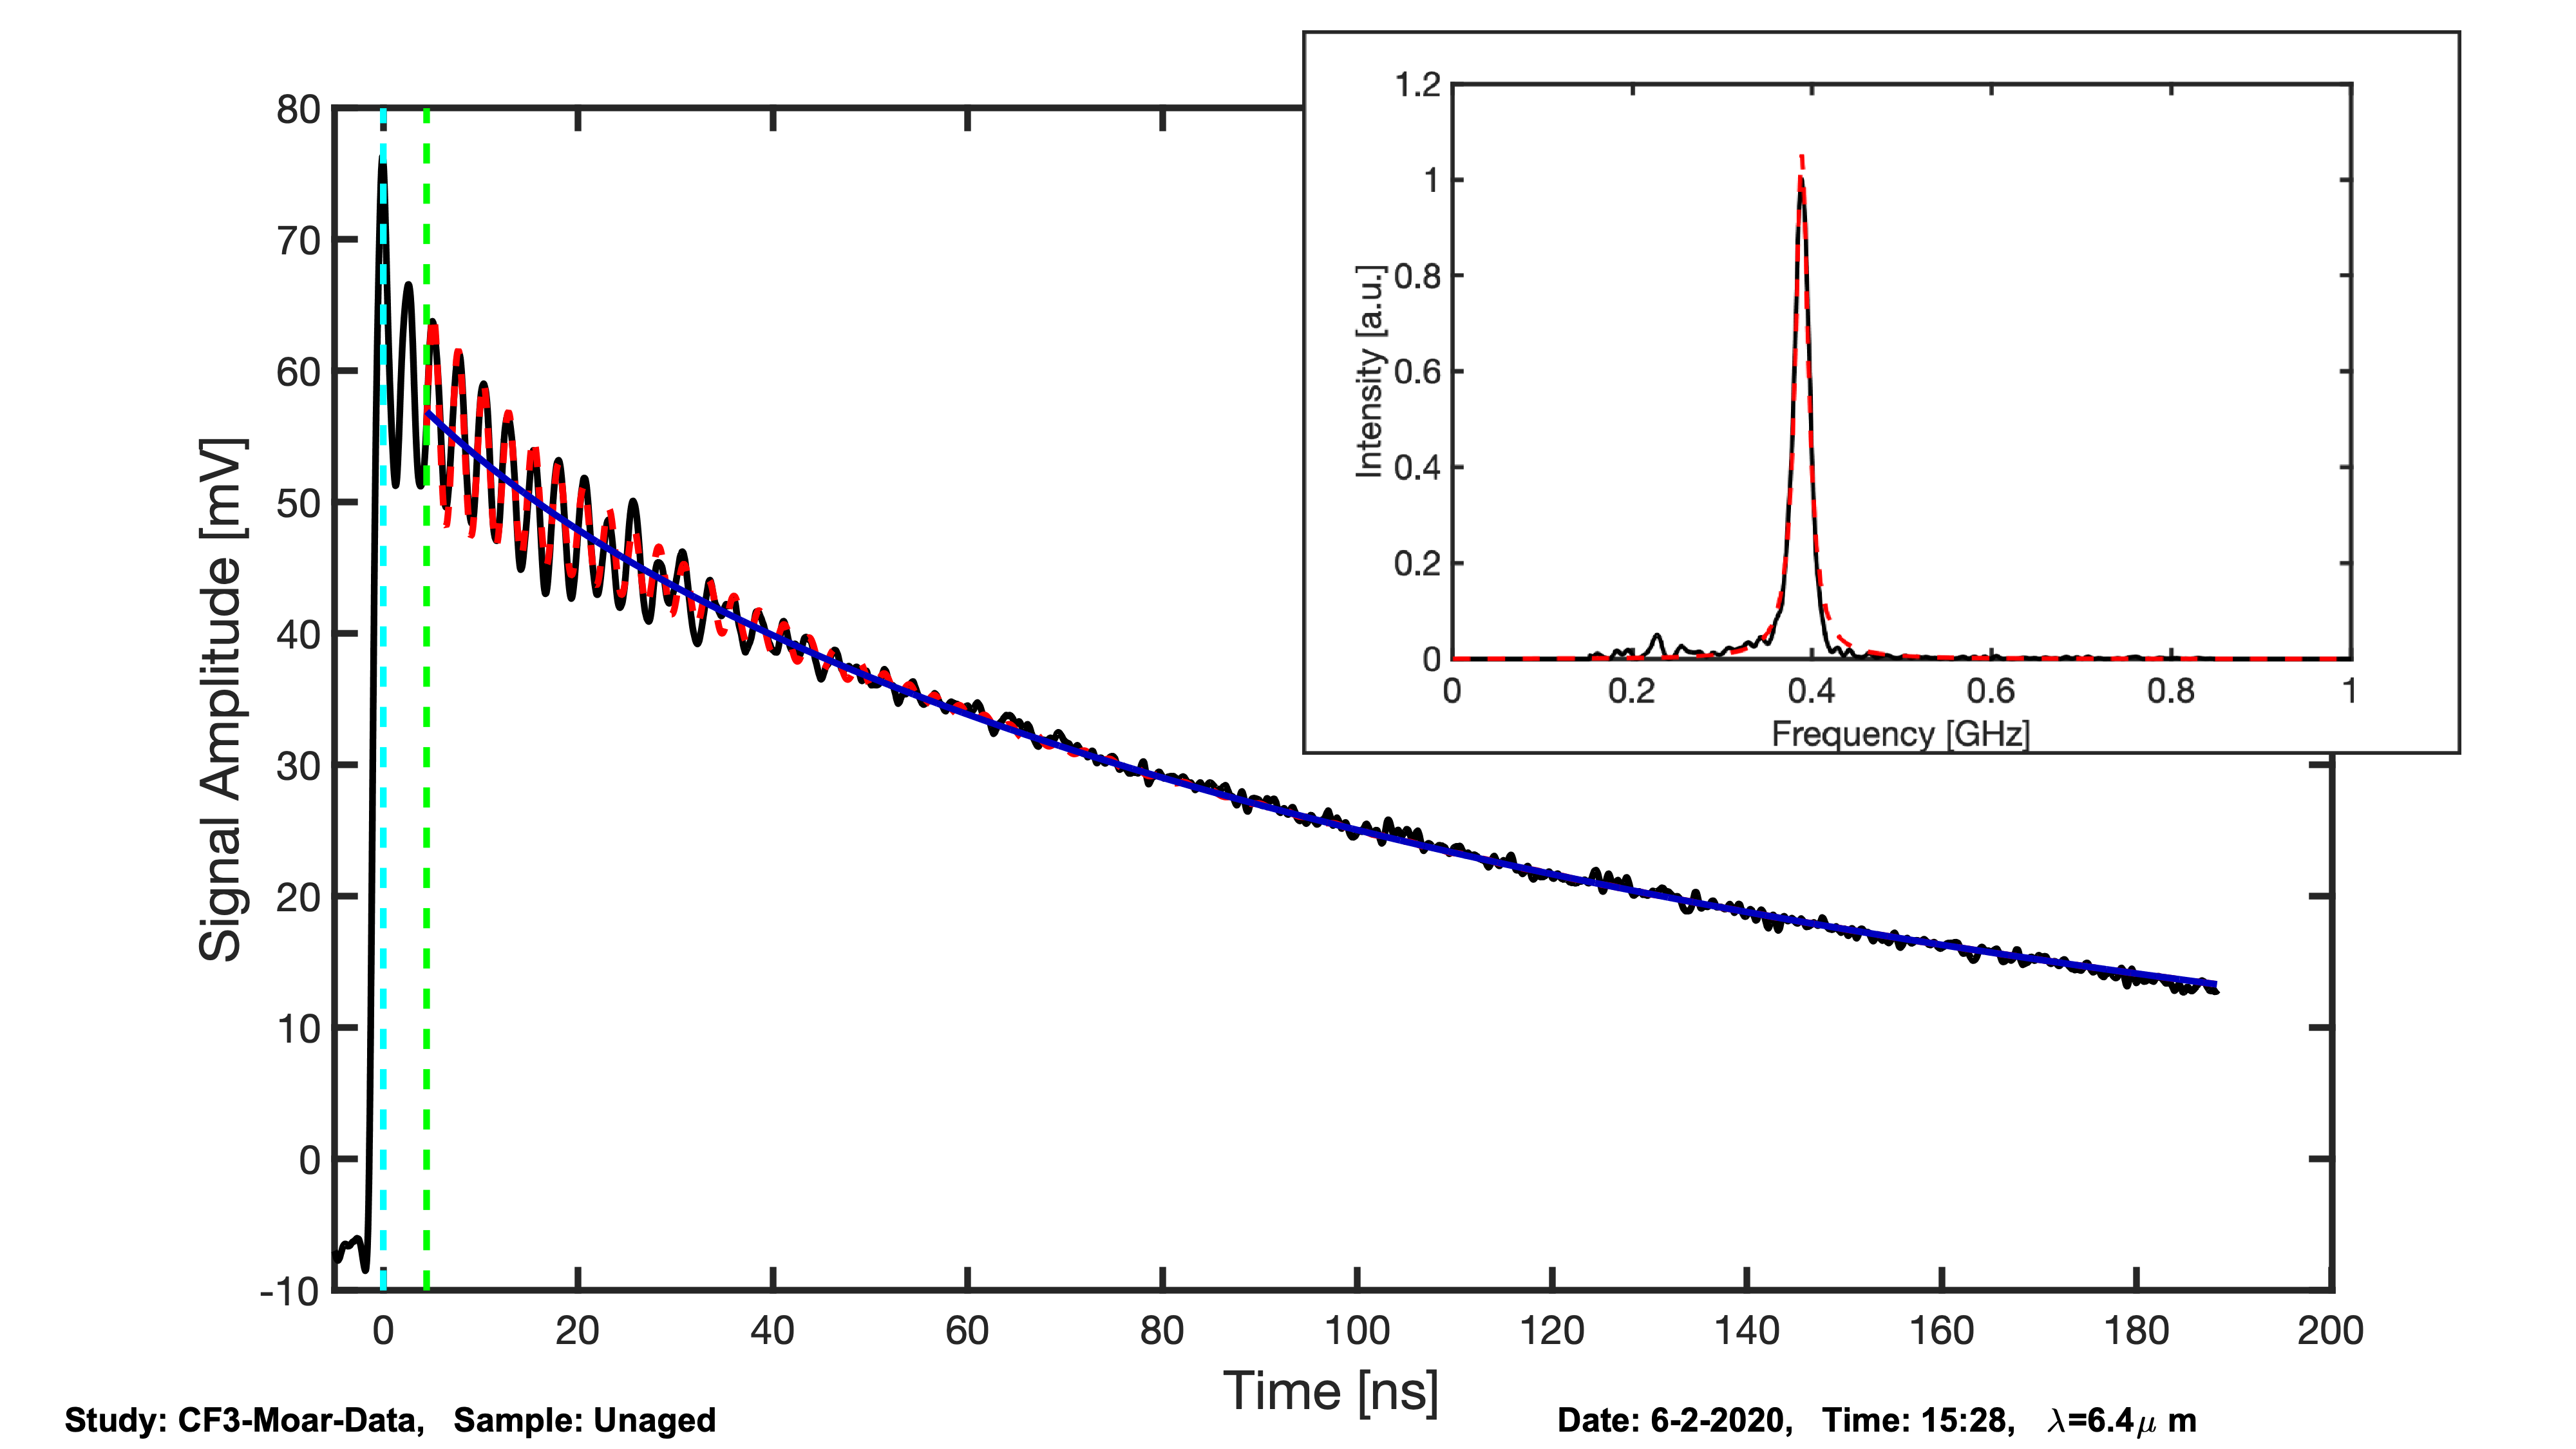 80
70
60
50
40
30
20
10
0
-10
Signal Amplitude [mV]
0 20 40 60 80 100 120 140 160 180 200
Time [ns]
1.2
1
0.8
0.6
0.4
0.2
0
Intensity [a.u.]
0 0.2 0.4 0.6 0.8 1
Frequency [GHz]
Study: CF3-Moar-Data, Sample: Unaged
Date: 6-2-2020, Time: 15:28, λ=6.4μ m